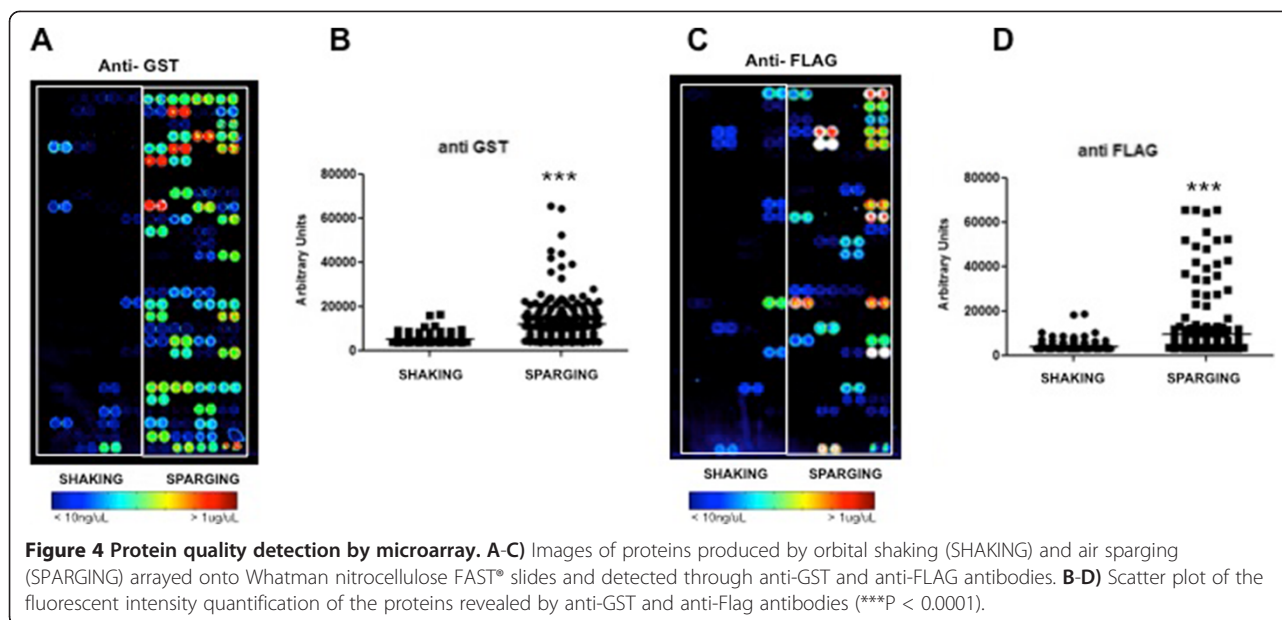 A
Anti- GST
SHAKING SPARGING
< 10ng/uL > 1ug/uL
B
anti GST
Arbitrary Units
80000
60000
40000
20000
0
***
SHAKING SPARGING
C
Anti- FLAG
SHAKING SPARGING
< 10ng/uL > 1ug/uL
D
anti FLAG
Arbitrary Units
80000
60000
40000
20000
0
***
SHAKING SPARGING
Figure 4 Protein quality detection by microarray. A-C) Images of proteins produced by orbital shaking (SHAKING) and air sparging
(SPARGING) arrayed onto Whatman nitrocellulose FAST® slides and detected through anti-GST and anti-FLAG antibodies. B-D) Scatter plot of the
fluorescent intensity quantification of the proteins revealed by anti-GST and anti-Flag antibodies (***P < 0.0001).